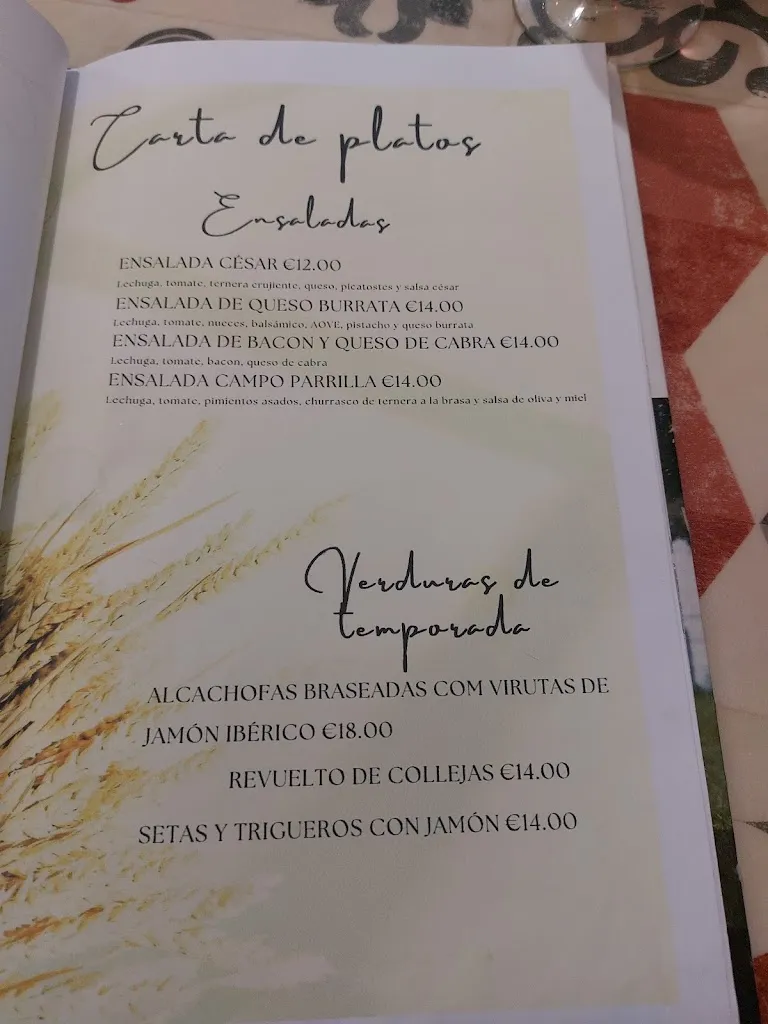 Carta de platos
Ensaladas
ENSALADA CÉSAR €12.00
Lechuga, tomate, ternera crujiente, queso, picatostes y salsa césar
ENSALADA DE QUESO BURRATA €14.00
Lechuga, tomate, nueces, balsámico, AOVE, pistacho y queso burrata
ENSALADA DE BACON Y QUESO DE CABRA €14.00
Lechuga, tomate, bacon, queso de cabra
ENSALADA CAMPO PARRILLA €14.00
Lechuga, tomate, pimientos asados, churrasco de ternera a la brasa y salsa de oliva y miel
Verduras de
temporada
ALCACHOFAS BRASEADAS COM VIRUTAS DE
JAMÓN IBÉRICO €18.00
REVUELTO DE COLLEJAS €14.00
SETAS Y TRIGUEROS CON JAMÓN €14.00